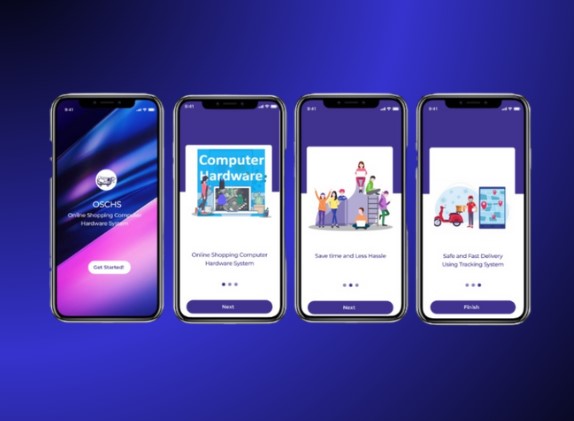 9:41
OSCHS
Online Shopping Computer
Hardware System
Get Started!
9:41
Computer
Hardware:
Online Shopping Computer
Hardware System
Next
9:41
Save time and Less Hassle
Next
9:41
Safe and Fast Delivery
Using Tracking System
Finish